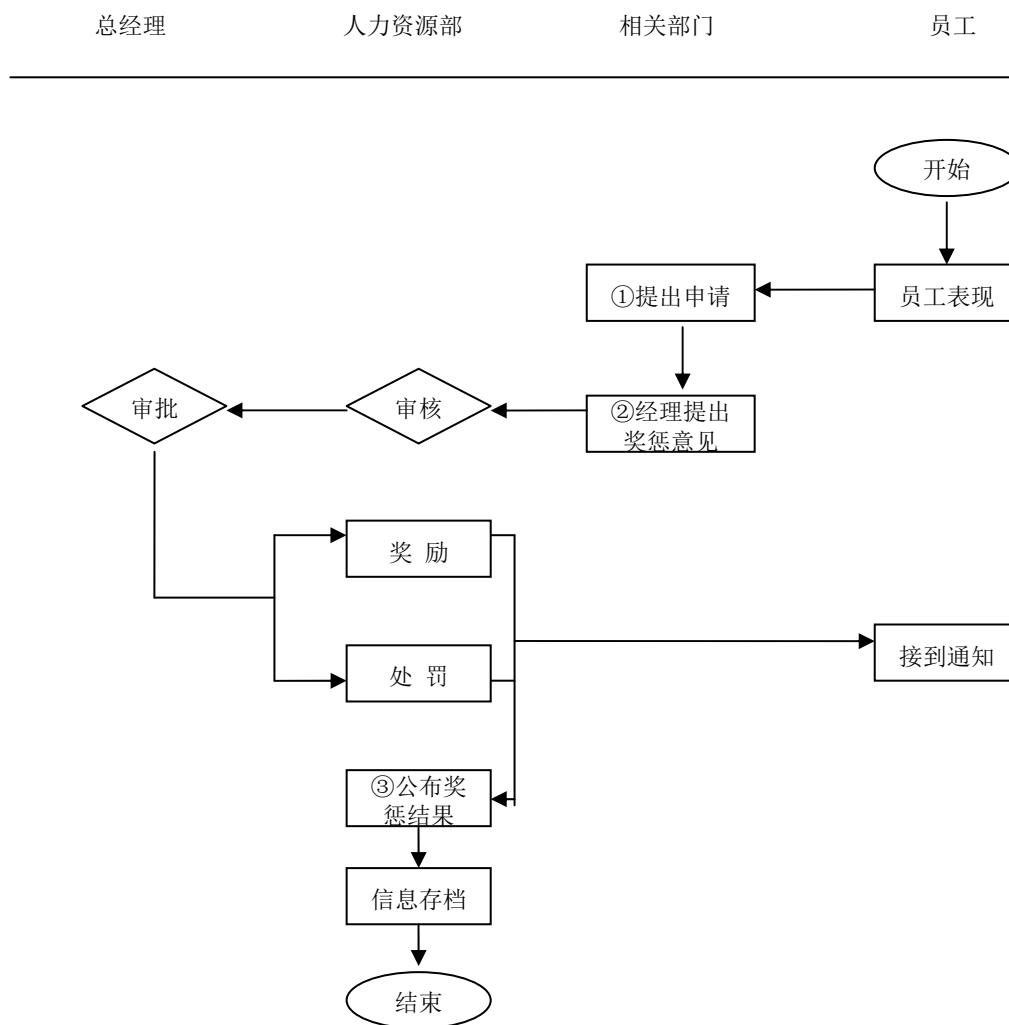 总经理 人力资源部 相关部门 员工
开始
①提出申请 员工表现
审批 审核 ②经理提出
奖惩意见
奖 励
接到通知
处 罚
③公布奖
惩结果
信息存档
结束